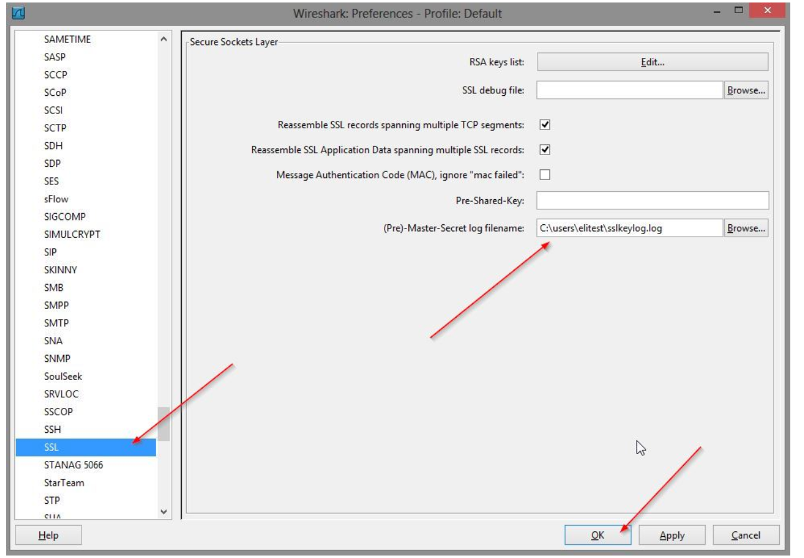 Wireshark: Preferences - Profile: Default
SAMETIME
SASP
SCCP
SCoP
SCSI
SCTP
SDH
SDP
SES
sFlow
SIGCOMP
SIMULCRYPT
SIP
SKINNY
SMB
SMPP
SMTP
SNA
SNMP
SoulSeek
SRVLOC
SSCOP
SSH
SSL
STANAG 5066
StarTeam
STP
SUA
Secure Sockets Layer
RSA keys list: Edit...
SSL debug file: Browse...
Reassemble SSL records spanning multiple TCP segments:
Reassemble SSL Application Data spanning multiple SSL records:
Message Authentication Code (MAC), ignore "mac failed":
Pre-Shared-Key:
(Pre)-Master-Secret log filename: C:\users\elitest\sslkeylog.log Browse...
Help OK Apply Cancel